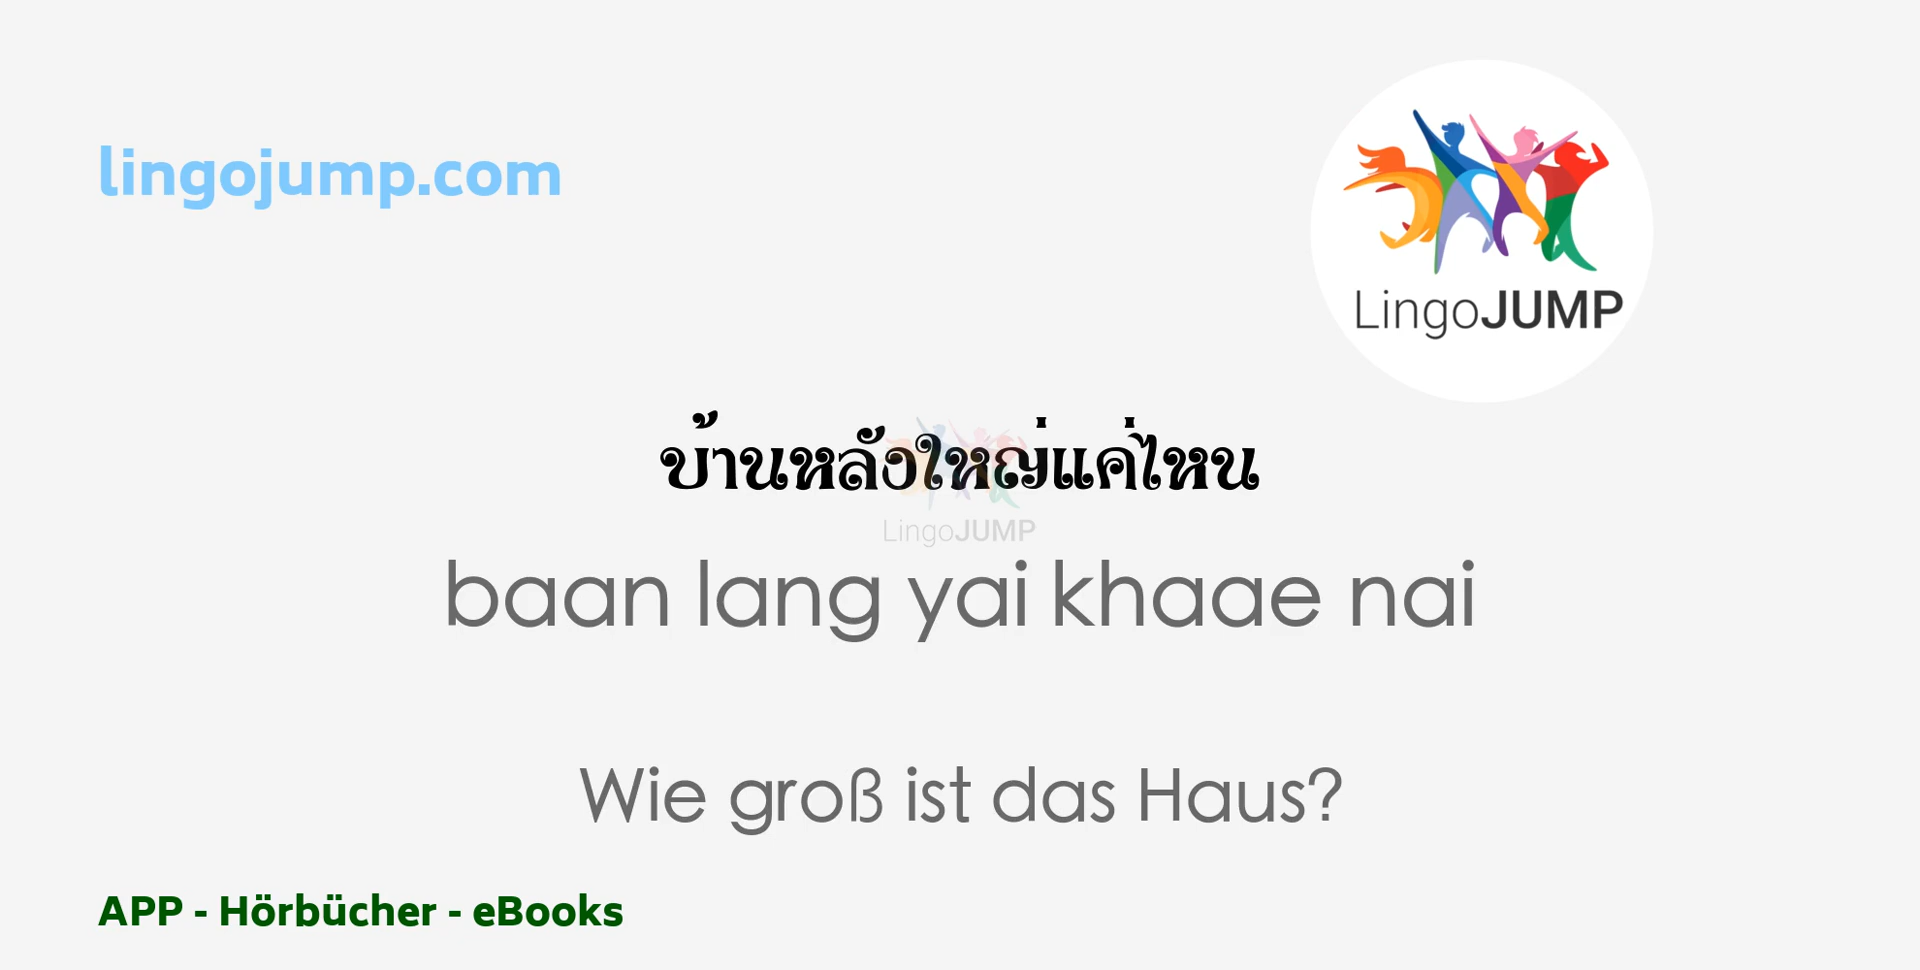 lingojump.com
LingoJUMP
บ้านหลังใหญ่แค่ไหน
LingoJUMP
baan lang yai khaae nai
Wie groß ist das Haus?
APP - Hörbücher - eBooks